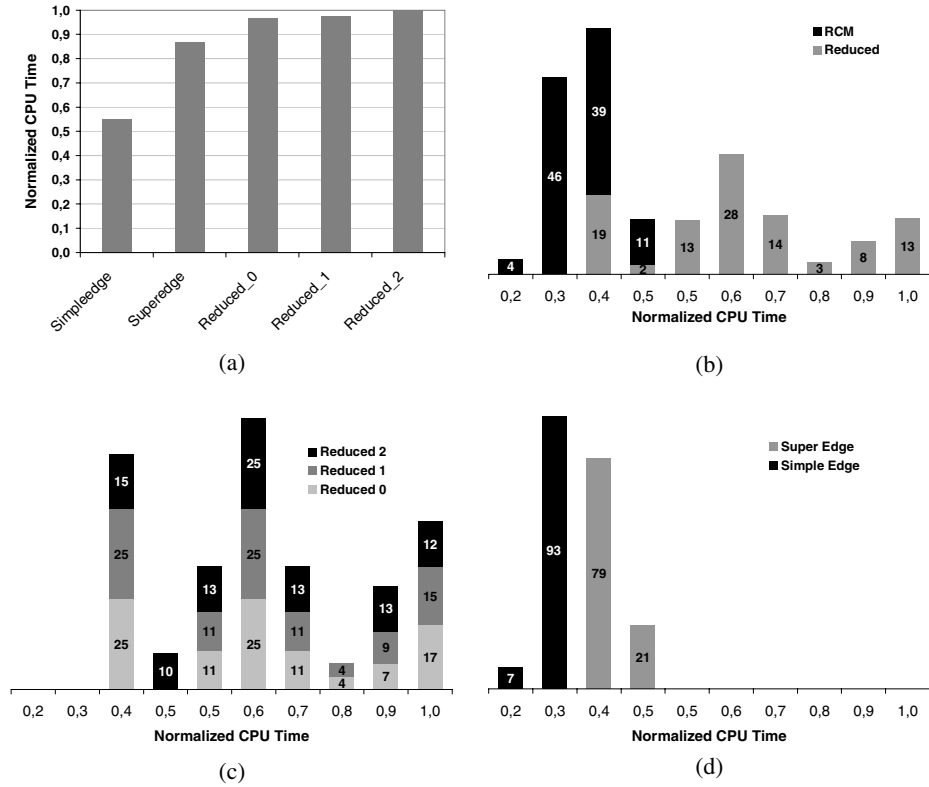 1,0
0,9
0,8
0,7
0,6
0,5
0,4
0,3
0,2
0,1
0,0
Normalized CPU Time
Simpleedge
Superedge
Reduced_0
Reduced_1
Reduced_2
(a)
RCM
Reduced
4
46
39
19
11
2
13
28
14
3
8
13
0,2 0,3 0,4 0,5 0,5 0,6 0,7 0,8 0,9 1,0
Normalized CPU Time
(b)
Reduced 2
Reduced 1
Reduced 0
15
25
25
10
13
11
11
25
25
25
13
11
11
4
4
13
9
7
12
15
17
0,2 0,3 0,4 0,5 0,5 0,6 0,7 0,8 0,9 1,0
Normalized CPU Time
(c)
Super Edge
Simple Edge
7
93
79
21
0,2 0,3 0,4 0,5 0,5 0,6 0,7 0,8 0,9 1,0
Normalized CPU Time
(d)